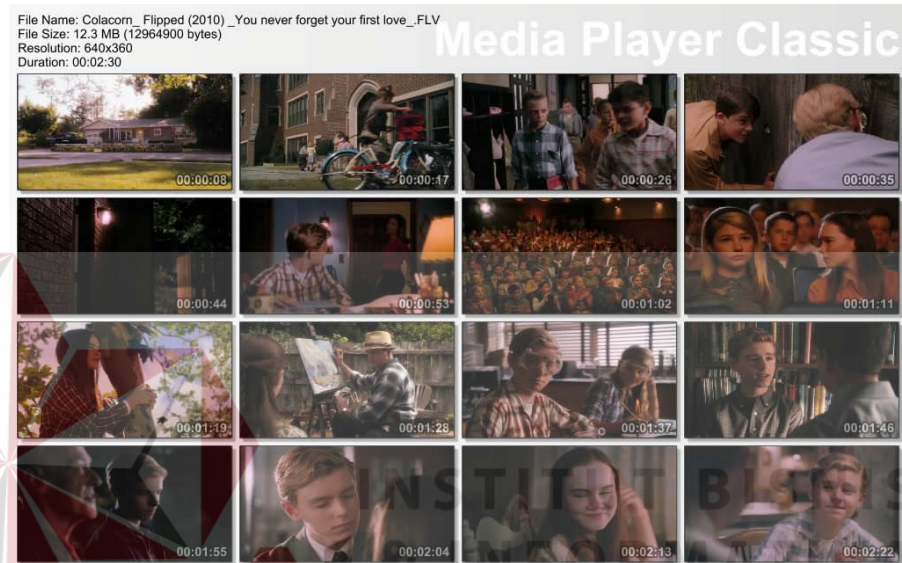 File Name: Colacorn_ Flipped (2010) _You never forget your first love_.FLV
File Size: 12.3 MB (12964900 bytes)
Resolution: 640x360
Duration: 00:02:30
Media Player Classic
00:00:08
00:00:17
00:00:26
00:00:35
00:00:44
00:00:53
00:01:02
00:01:11
00:01:19
00:01:28
00:01:37
00:01:46
INSTITUT BISNIS
00:01:55
00:02:04
00:02:13
00:02:22